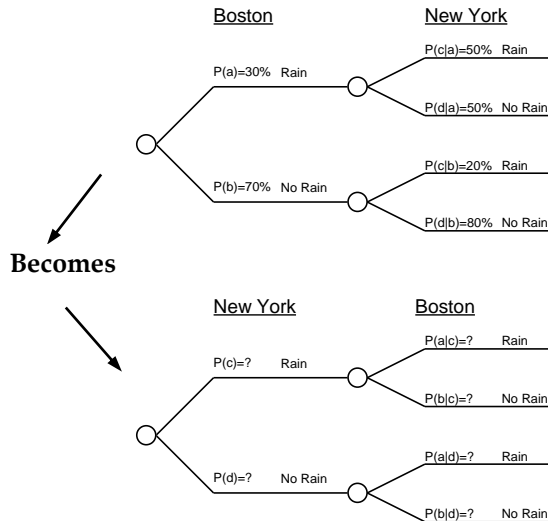 Boston New York
P(c|a)=50% Rain
P(a)=30% Rain
P(d|a)=50% No Rain
P(c|b)=20% Rain
P(b)=70% No Rain
P(d|b)=80% No Rain
Becomes
New York Boston
P(a|c)=? Rain
P(c)=? Rain
P(b|c)=? No Rain
P(a|d)=? Rain
P(d)=? No Rain
P(b|d)=? No Rain